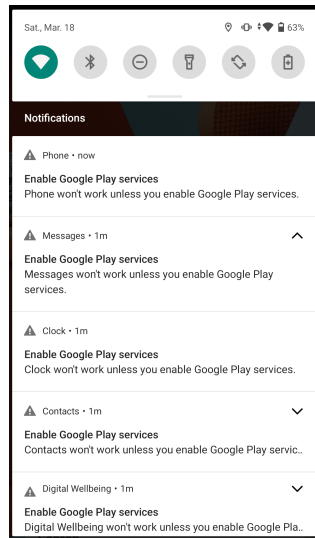 Sat., Mar. 18 63%
Notifications
Phone • now
Enable Google Play services
Phone won't work unless you enable Google Play services.
Messages • 1m
Enable Google Play services
Messages won't work unless you enable Google Play
services.
Clock • 1m
Enable Google Play services
Clock won't work unless you enable Google Play services.
Contacts • 1m
Enable Google Play services
Contacts won't work unless you enable Google Play servic..
Digital Wellbeing • 1m
Enable Google Play services
Digital Wellbeing won't work unless you enable Google Pla..